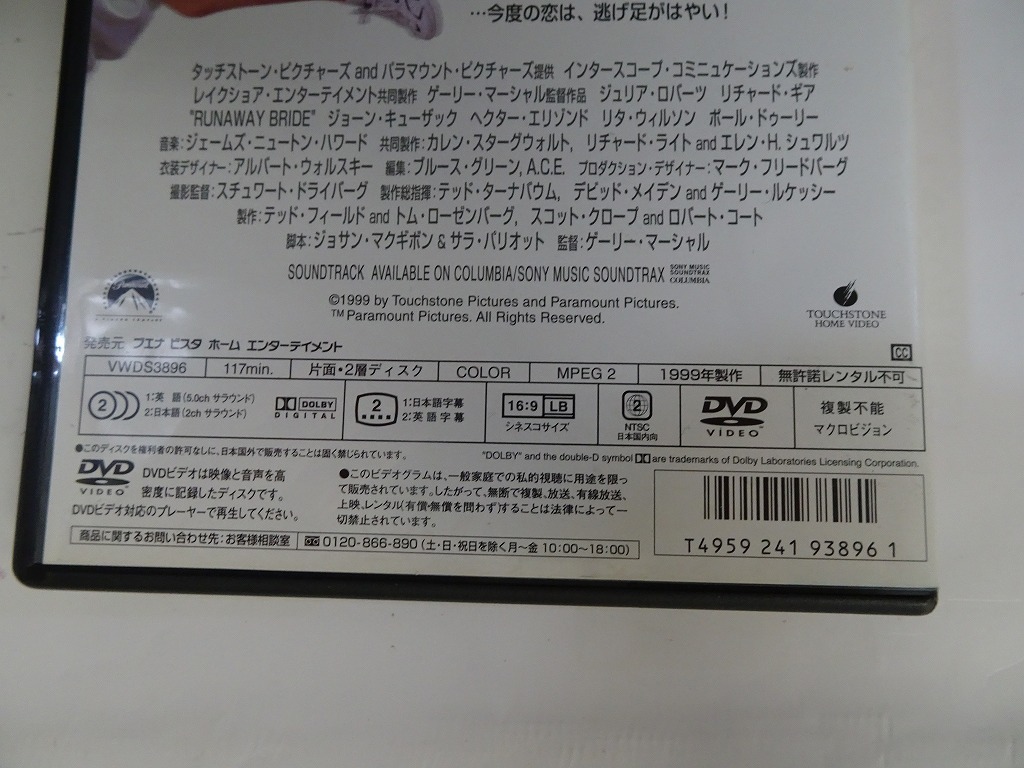 …今度の恋は、逃げ足がはやい!
タッチストーン・ピクチャーズ and パラマウント・ピクチャーズ提供 インタースコープ・コミュニケーションズ製作
レイクショア・エンターテイメント共同製作 ゲーリー・マーシャル監督作品 ジュリア・ロバーツ リチャード・ギア
"RUNAWAY BRIDE" ジョーン・キューザック ヘクター・エリゾンド リタ・ウィルソン ポール・ドゥーリー
音楽:ジェームズ・ニュートン・ハワード 共同製作:カレン・スターグウォルト, リチャード・ライト and エレン・H. シュワルツ
衣装デザイナー:アルバート・ウォルスキー 編集:ブルース・グリーン, A.C.E. プロダクション・デザイナー:マーク・フリードバーグ
撮影監督:スチュワート・ドライバーグ 製作総指揮:テッド・ターナバウム, デビッド・メイデン and ゲーリー・ルケッシー
製作:テッド・フィールド and トム・ローゼンバーグ, スコット・クロープ and ロバート・コート
脚本:ジョサン・マクギボン & サラ・パリオット 監督:ゲーリー・マーシャル
SOUNDTRACK AVAILABLE ON COLUMBIA/SONY MUSIC SOUNDTRAX SONY MUSIC SOUNDTRAX COLUMBIA
©1999 by Touchstone Pictures and Paramount Pictures.
™Paramount Pictures. All Rights Reserved.
Paramount
TOUCHSTONE
HOME VIDEO
発売元 ブエナ ビスタ ホーム エンターテイメント
CC
VWDS3896 117min. 片面・2層ディスク COLOR MPEG 2 1999年製作 無許諾レンタル不可
2 1:英 語(5.0ch サラウンド) 2:日本語(2ch サラウンド) DOLBY DIGITAL 2 1:日本語字幕 2:英語字幕 16:9 LB シネスコサイズ 2 NTSC 日本国内向 DVD VIDEO 複製不能 マクロビジョン
●このディスクを権利者の許可なしに、日本国外で販売することは固く禁じられています。 "DOLBY" and the double-D symbol are trademarks of Dolby Laboratories Licensing Corporation.
DVD VIDEO
DVDビデオは映像と音声を高
密度に記録したディスクです。
DVDビデオ対応のプレーヤーで再生してください。
●このビデオグラムは、一般家庭での私的視聴に用途を限っ
て販売されています。したがって、無断で複製、放送、有線放送、
上映、レンタル(有償・無償を問わず)することは法律によって一
切禁止されています。
商品に関するお問い合わせ先:お客様相談室 0120-866-890 (土・日・祝日を除く月〜金 10:00〜18:00)
T4959 241 93896 1